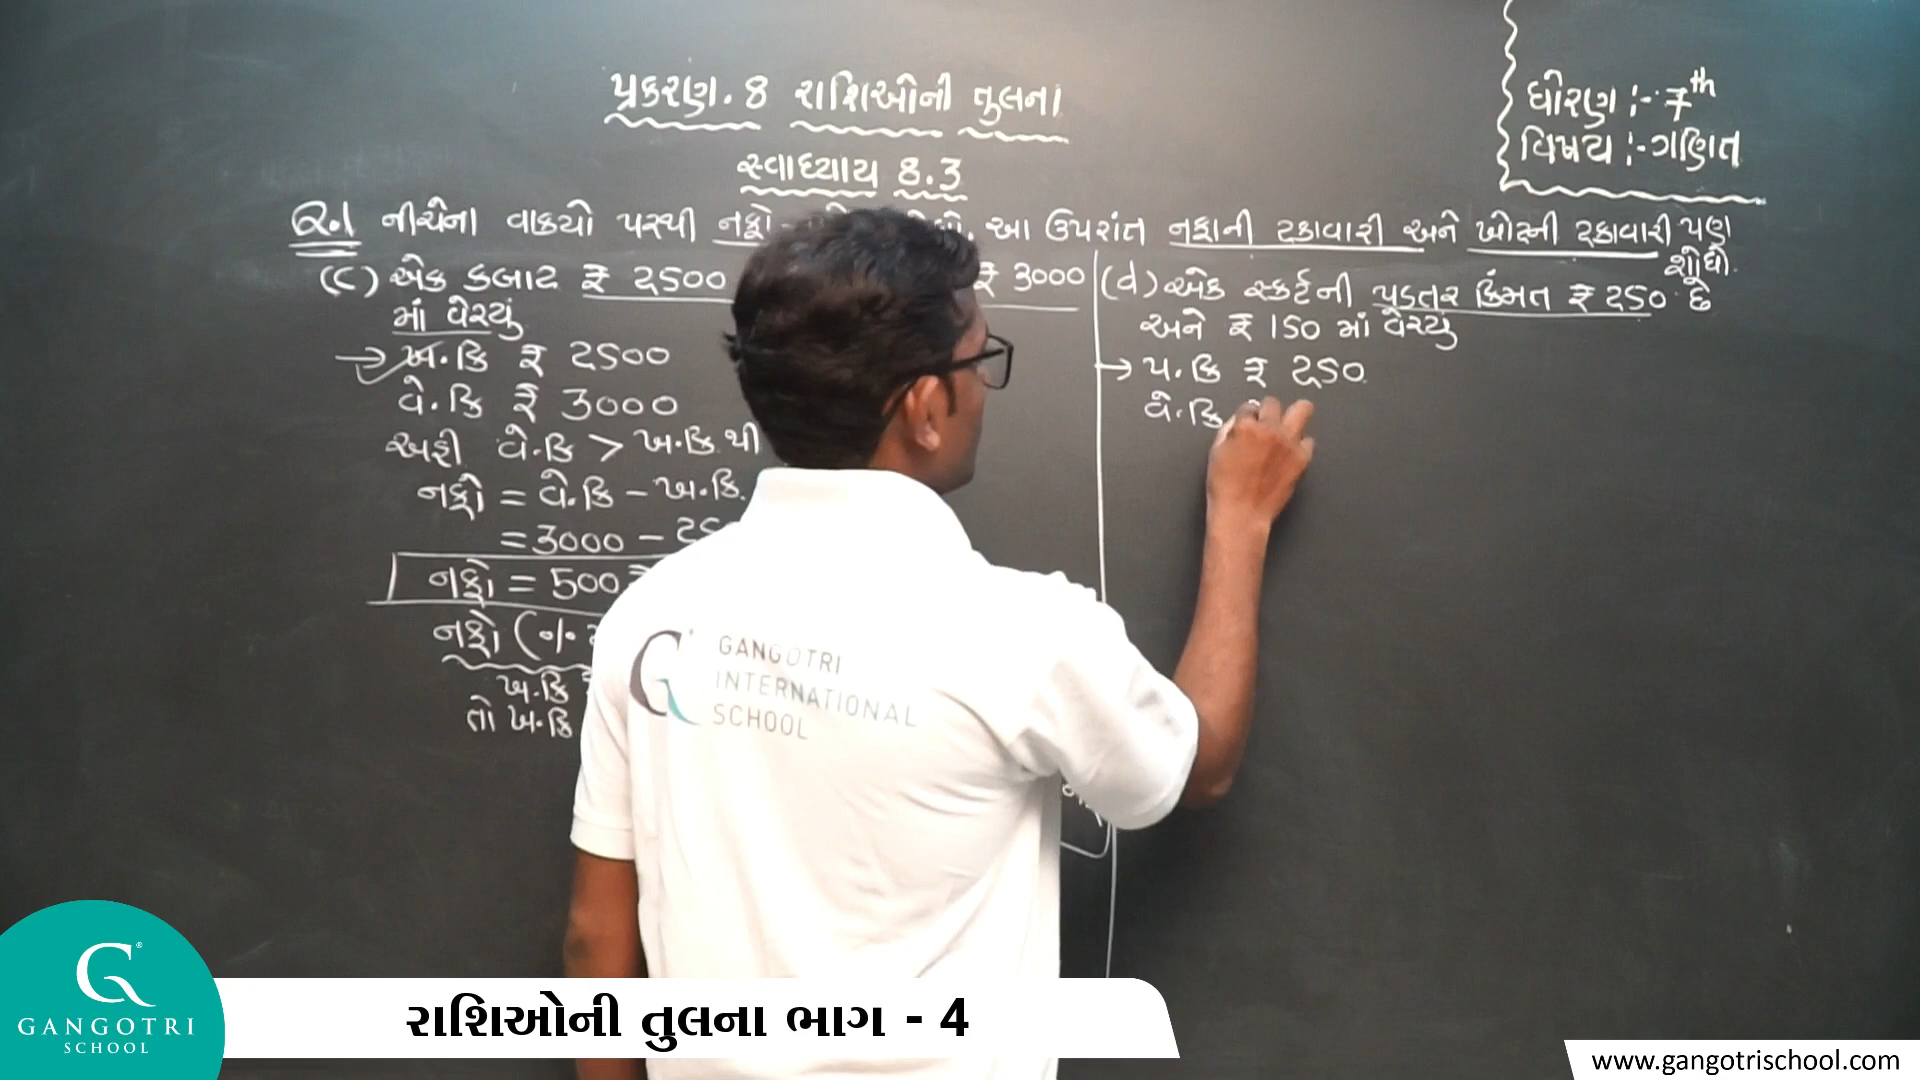 પ્રકરણ. 8 રાશિઓની તુલના
ધોરણ :- 7th
વિષય :- ગણિત
સ્વાધ્યાય 8.3
Q.1 નીચેના વાક્યો પરથી નફો આ ઉપરાંત નફાની ટકાવારી અને ખોટની ટકાવારી પણ શોધો.
(c) એક કબાટ ₹ 2500 ₹ 3000
માં વેચ્યું
→ ખ.કિ ₹ 2500
વે.કિ ₹ 3000
અહી વે.કિ > ખ.કિ થી
નફો = વે.કિ - ખ.કિ.
= 3000 - 25
નફો = 500 ₹
નફો (%
ખ.કિ
તો ખ.કિ
(d) એક સ્કર્ટની પડતર કિંમત ₹ 250 છે
અને ₹ 150 માં વેચ્યું
→ પ.કિ ₹ 250
વે.કિ
GANGOTRI
INTERNATIONAL
SCHOOL
GANGOTRI
SCHOOL
રાશિઓની તુલના ભાગ - 4
www.gangotrischool.com